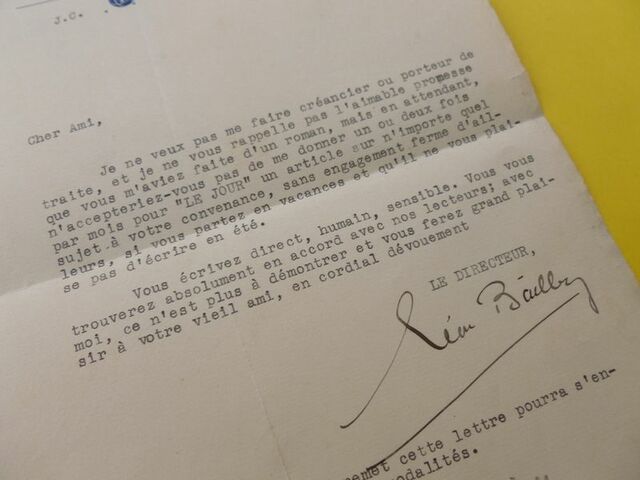 J.C.
Cher Ami,
Je ne veux pas me faire créancier ou porteur de
traite, et je ne vous rappelle pas l'aimable promesse
que vous m'aviez faite d'un roman, mais en attendant,
n'accepteriez-vous pas de me donner un ou deux fois
par mois pour "LE JOUR" un article sur n'importe quel
sujet à votre convenance, sans engagement ferme d'ail-
leurs, si vous partez en vacances et qu'il ne vous plai-
se pas d'écrire en été.
Vous écrivez direct, humain, sensible. Vous vous
trouverez absolument en accord avec nos lecteurs; avec
moi, ce n'est plus à démontrer et vous ferez grand plai-
sir à votre vieil ami, en cordial dévouement
LE DIRECTEUR,
Léon Bailby
cette lettre pourra s'en-